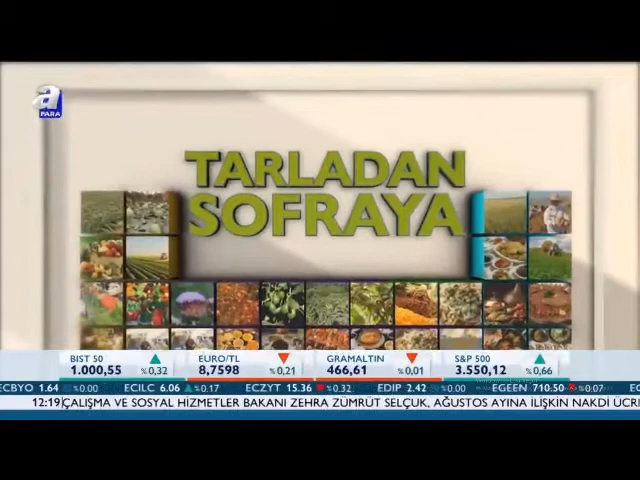 a
PARA
TARLADAN
SOFRAYA
BIST 50
1.000,55 %0,32
EURO/TL
8,7598 %0,21
GRAMALTIN
466,61 %0,01
S&P 500
3.550,12 %0,66
ECBYO 1.64 %0.00 ECILC 6.06 %0.17 ECZYT 15.36 %0.32 EDIP 2.42 %0.00 EGEEN 710.50 %0.07 EC
12:19 ÇALIŞMA VE SOSYAL HİZMETLER BAKANI ZEHRA ZÜMRÜT SELÇUK, AĞUSTOS AYINA İLİŞKİN NAKDİ ÜCR